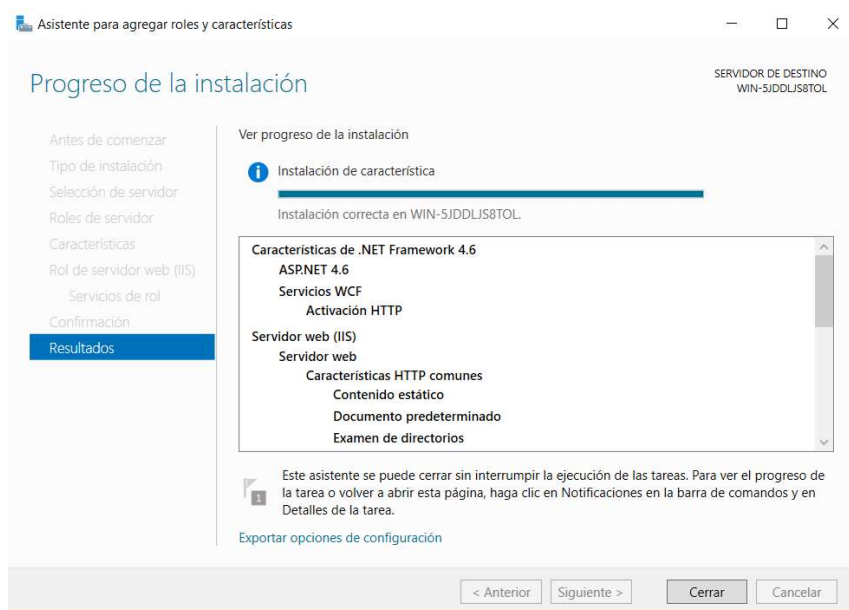 Asistente para agregar roles y características
Progreso de la instalación
SERVIDOR DE DESTINO
WIN-5JDDLJS8TOL
Antes de comenzar
Tipo de instalación
Selección de servidor
Roles de servidor
Características
Rol de servidor web (IIS)
Servicios de rol
Confirmación
Resultados
Ver progreso de la instalación
Instalación de característica
Instalación correcta en WIN-5JDDLJS8TOL.
Características de .NET Framework 4.6
ASP.NET 4.6
Servicios WCF
Activación HTTP
Servidor web (IIS)
Servidor web
Características HTTP comunes
Contenido estático
Documento predeterminado
Examen de directorios
1
Este asistente se puede cerrar sin interrumpir la ejecución de las tareas. Para ver el progreso de
la tarea o volver a abrir esta página, haga clic en Notificaciones en la barra de comandos y en
Detalles de la tarea.
Exportar opciones de configuración
< Anterior
Siguiente >
Cerrar
Cancelar